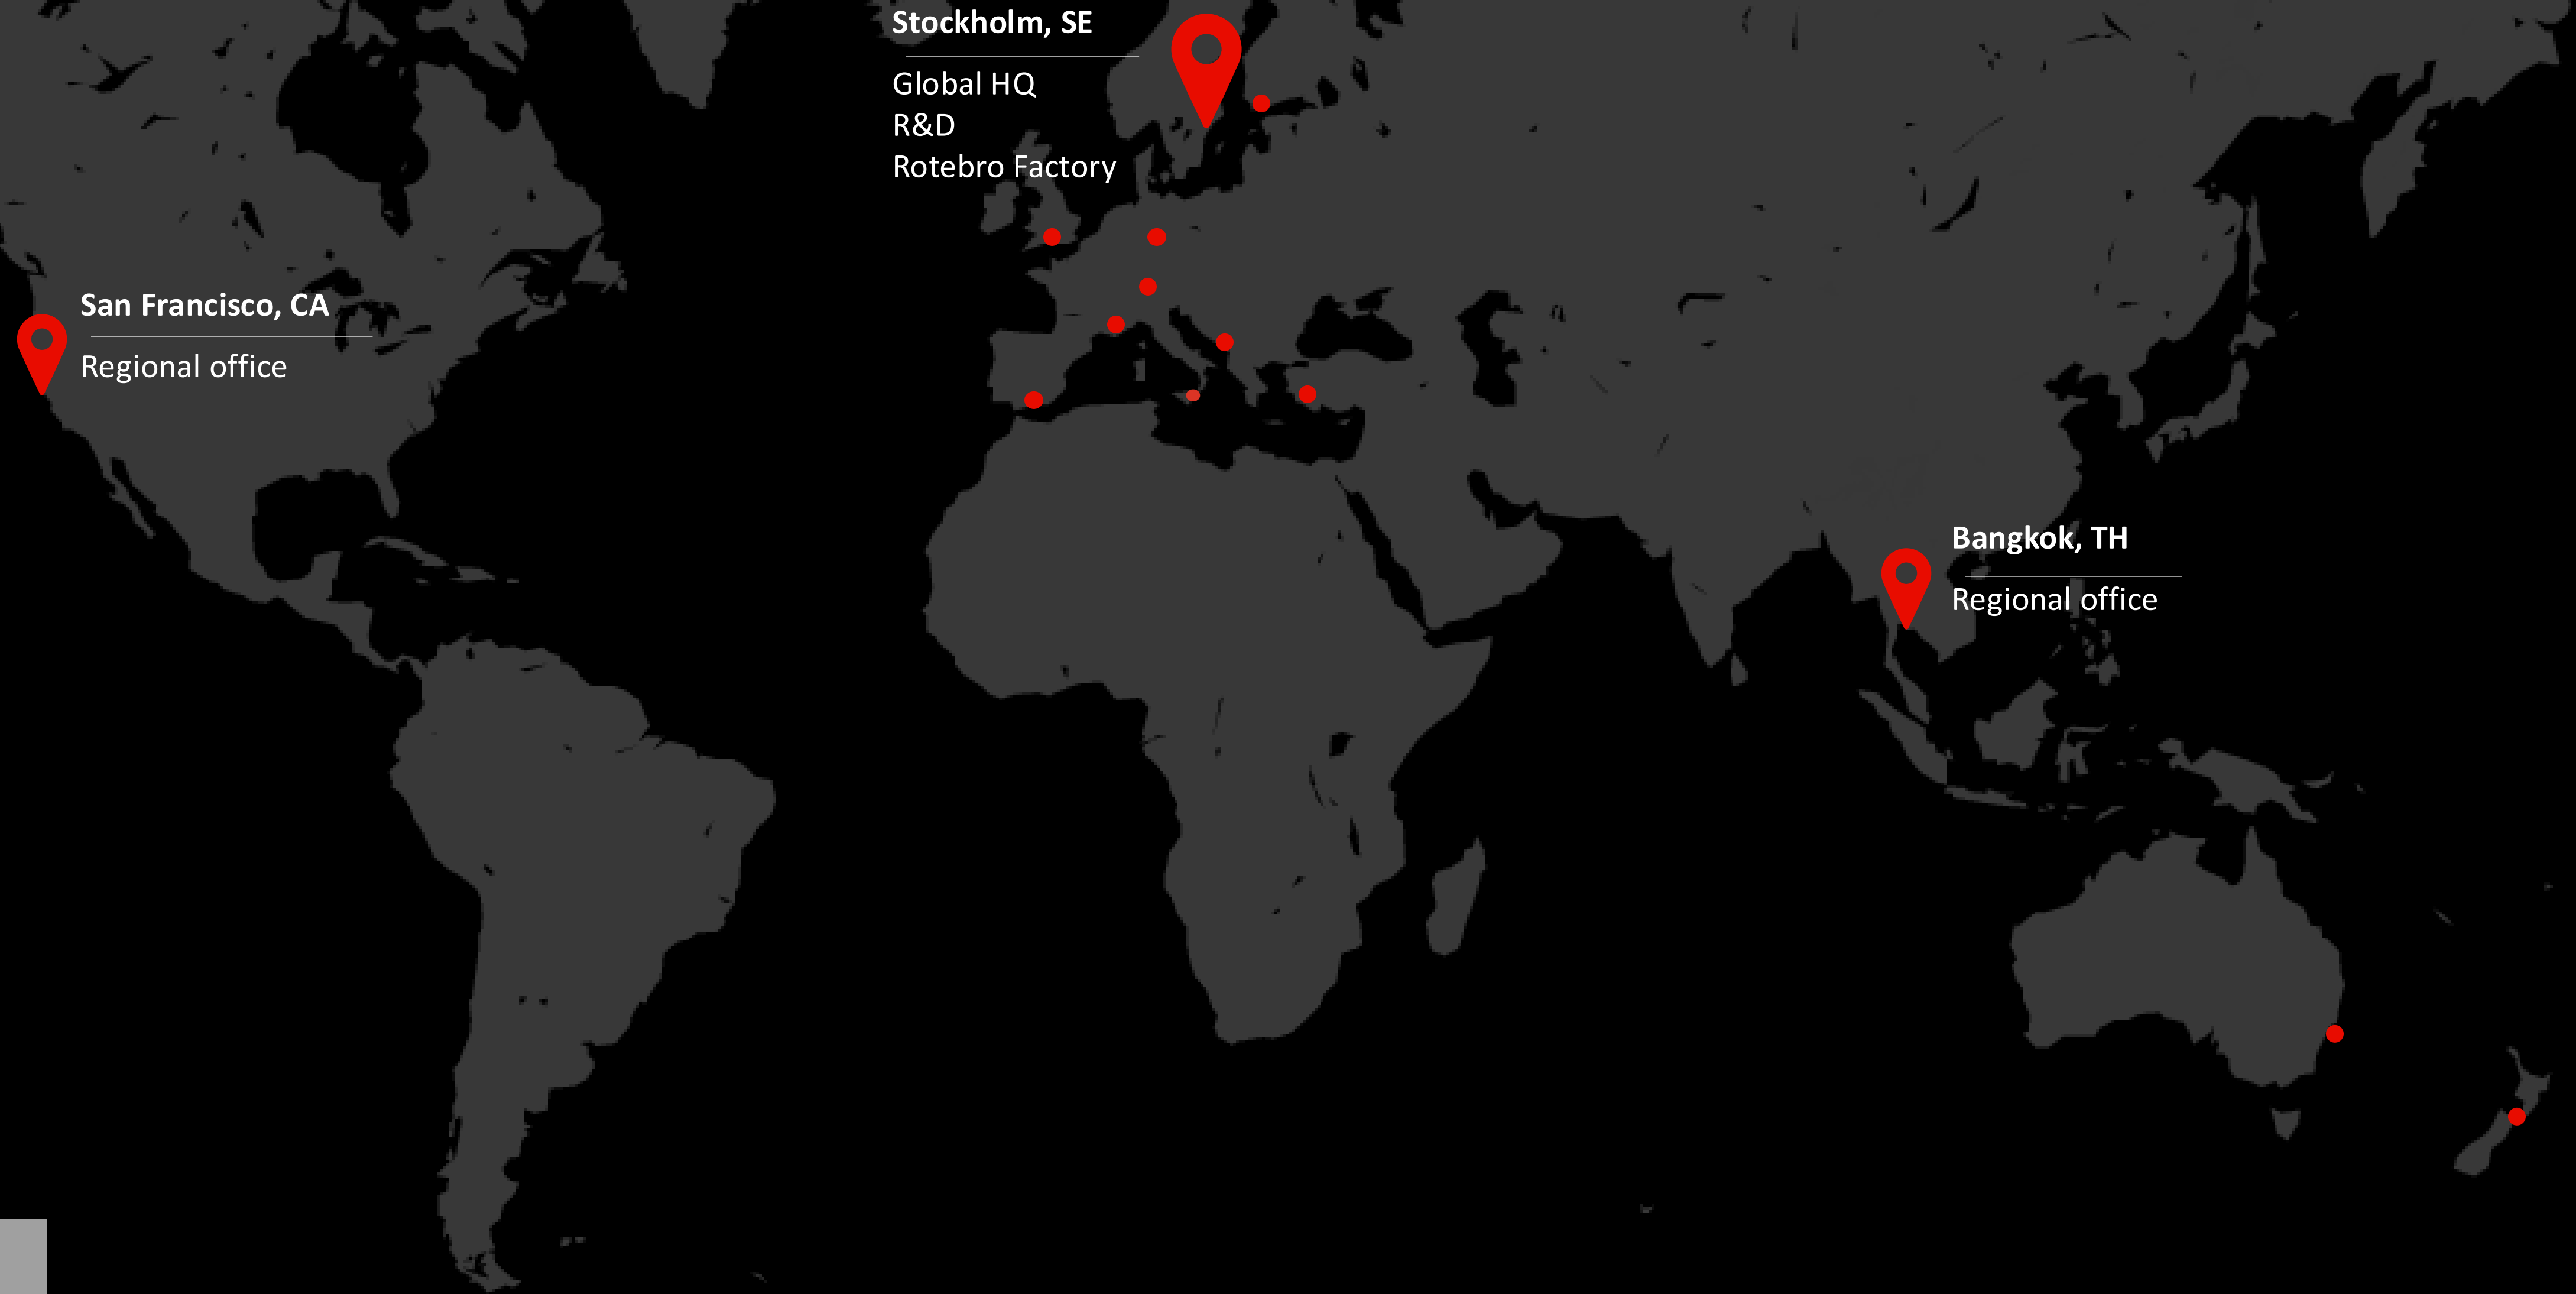 Stockholm, SE
Global HQ
R&D
Rotebro Factory
San Francisco, CA
Regional office
Bangkok, TH
Regional office